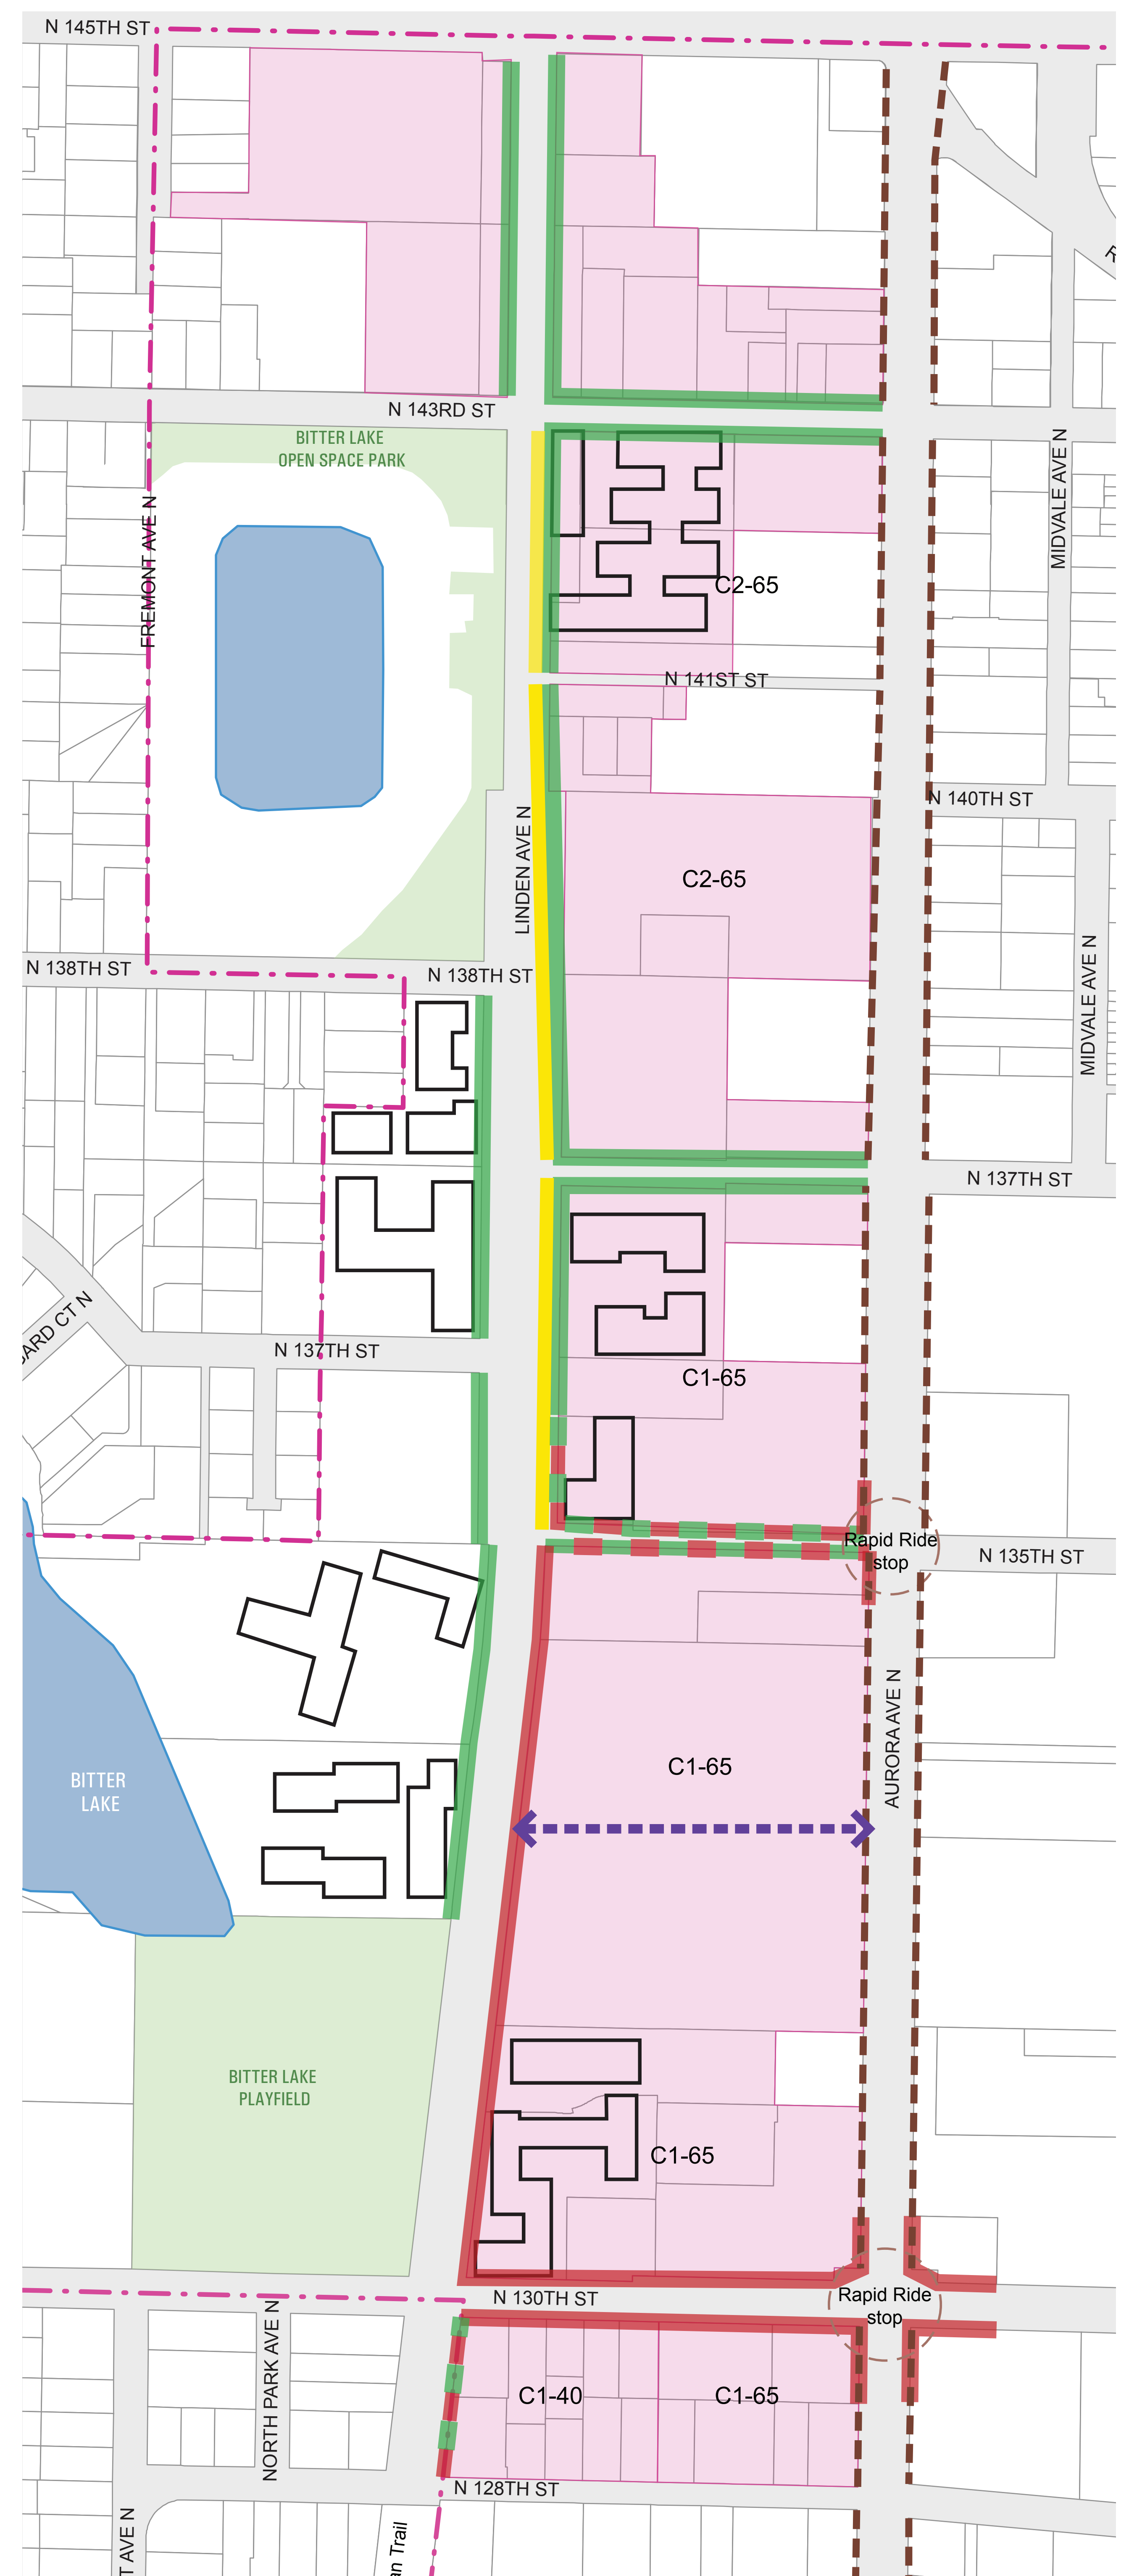 N 145TH ST
N 143RD ST
BITTER LAKE
OPEN SPACE PARK
MIDVALE AVE N
FREMONT AVE N
C2-65
N 141ST ST
N 140TH ST
LINDEN AVE N
C2-65
N 138TH ST
N 138TH ST
MIDVALE AVE N
N 137TH ST
ARD CT N
N 137TH ST
C1-65
Rapid Ride
stop
N 135TH ST
AURORA AVE N
C1-65
BITTER
LAKE
BITTER LAKE
PLAYFIELD
C1-65
N 130TH ST
Rapid Ride
stop
NORTH PARK AVE N
C1-40
C1-65
N 128TH ST
T AVE N
an Trail